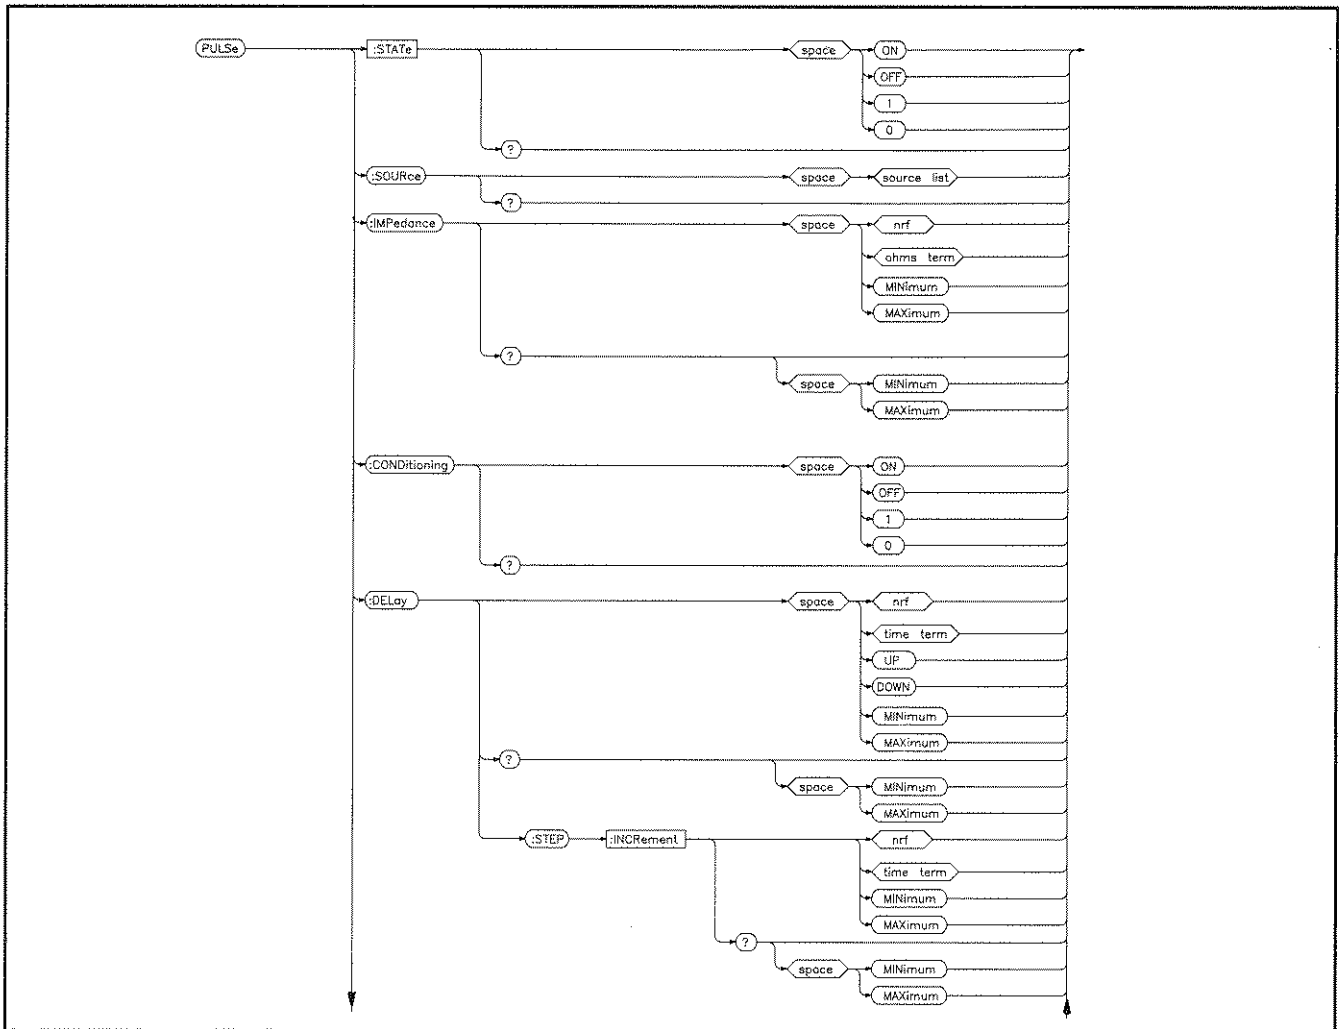 PULSe :STATe space ON
OFF
1
0
?
:SOURce space source list
?
:IMPedance space nrf
ohms term
MINimum
MAXimum
?
space MINimum
MAXimum
:CONDitioning space ON
OFF
1
0
?
:DELay space nrf
time term
UP
DOWN
MINimum
MAXimum
?
space MINimum
MAXimum
:STEP :INCRement nrf
time term
MINimum
MAXimum
?
space MINimum
MAXimum